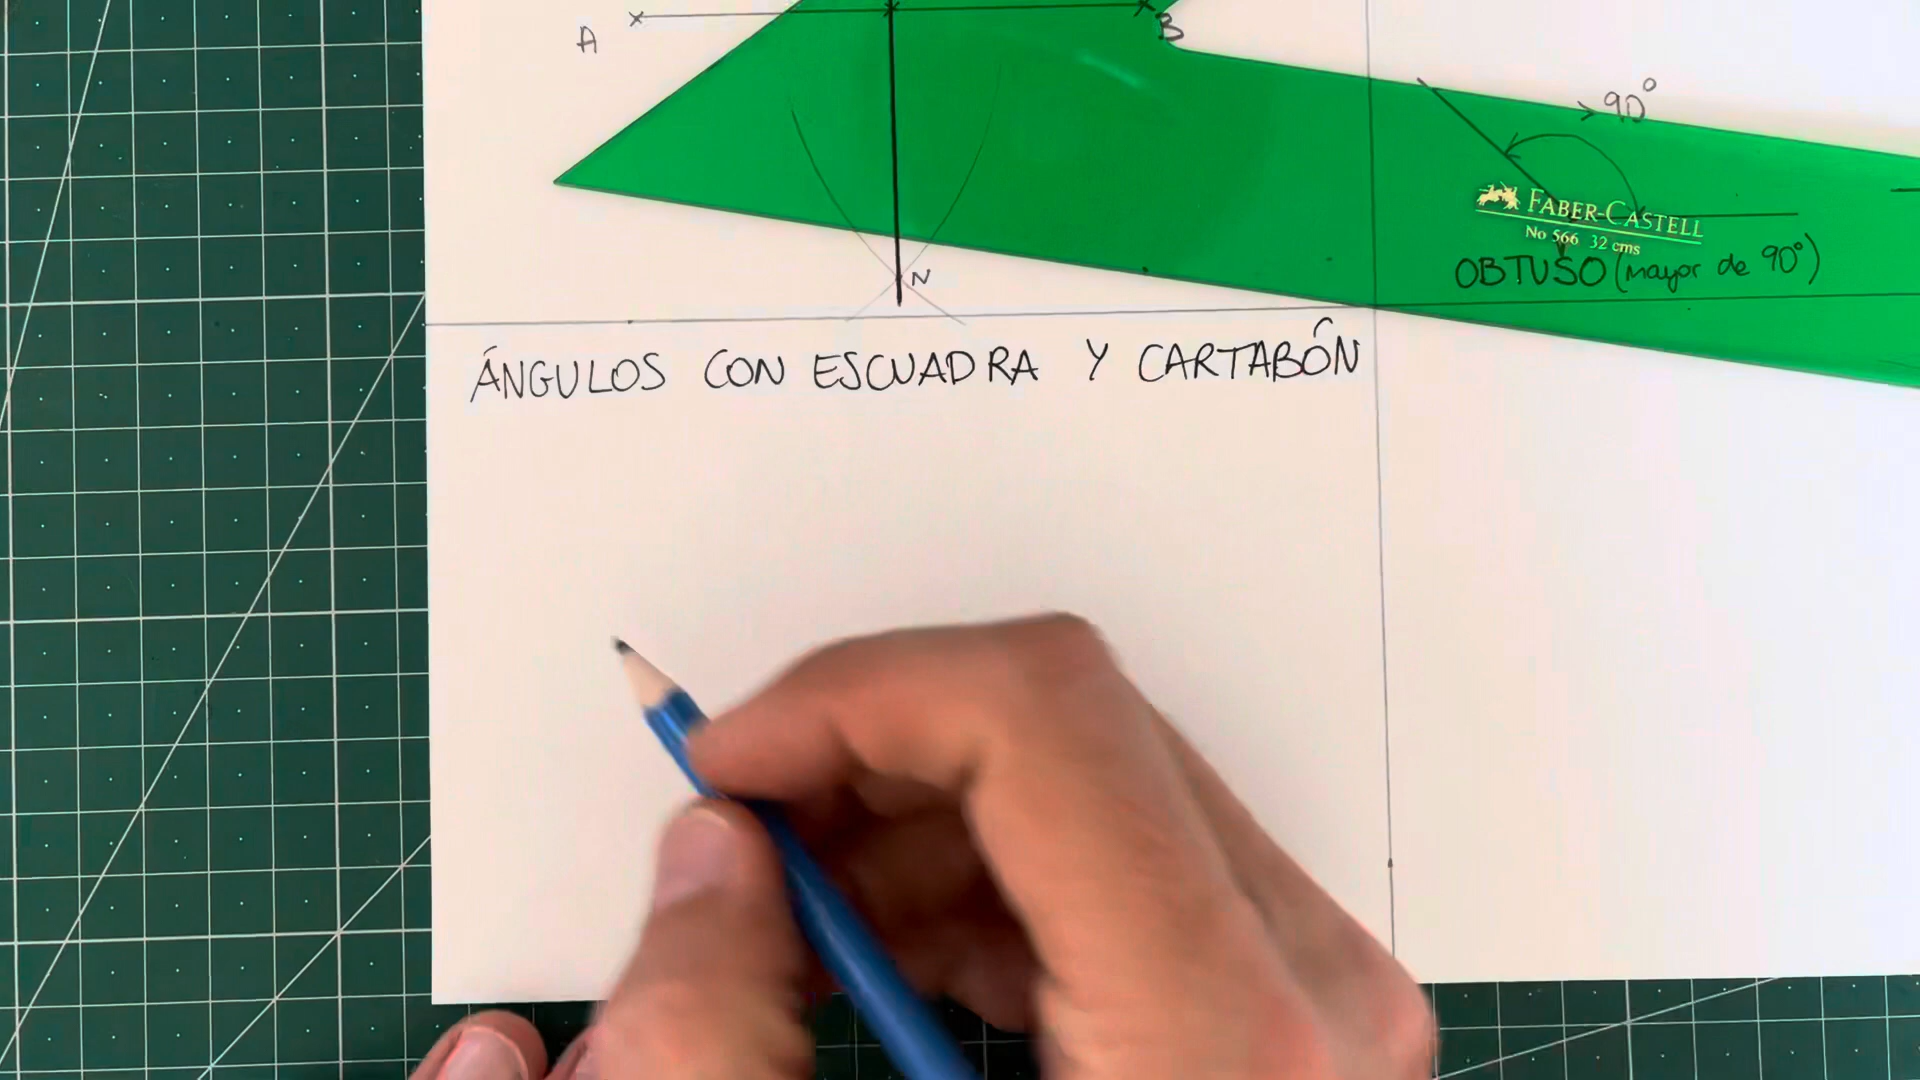 A
B
> 90°
FABER-CASTELL
No 566 32 cms
OBTUSO (mayor de 90°)
N
ÁNGULOS CON ESCUADRA Y CARTABÓN